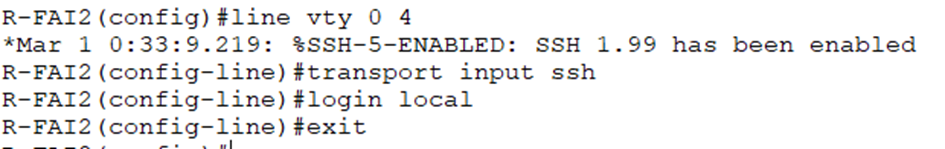 R-FAI2(config)#line vty 0 4
*Mar 1 0:33:9.219: %SSH-5-ENABLED: SSH 1.99 has been enabled
R-FAI2(config-line)#transport input ssh
R-FAI2(config-line)#login local
R-FAI2(config-line)#exit